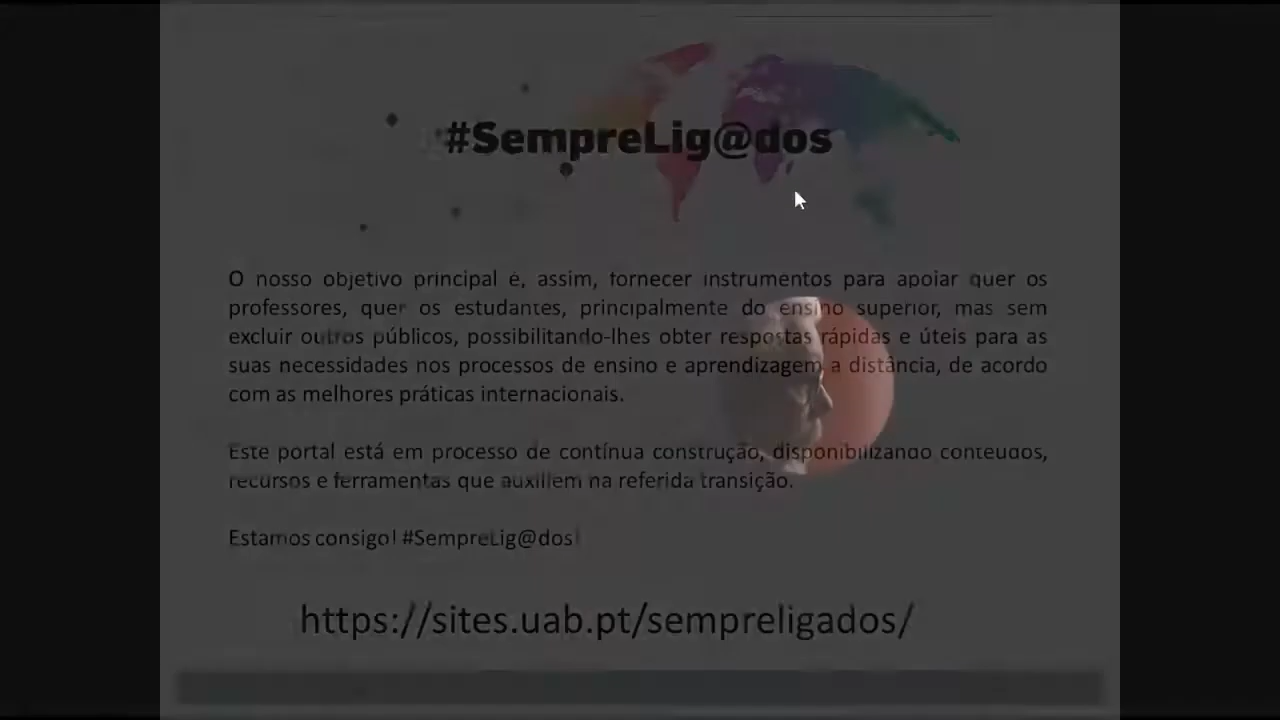 #SempreLig@dos
O nosso objetivo principal é, assim, fornecer instrumentos para apoiar quer os
professores, quer os estudantes, principalmente do ensino superior, mas sem
excluir outros públicos, possibilitando-lhes obter respostas rápidas e úteis para as
suas necessidades nos processos de ensino e aprendizagem a distância, de acordo
com as melhores práticas internacionais.
Este portal está em processo de contínua construção, disponibilizando conteúdos,
recursos e ferramentas que auxiliem na referida transição.
Estamos consigo! #SempreLig@dos!
https://sites.uab.pt/sempreligados/